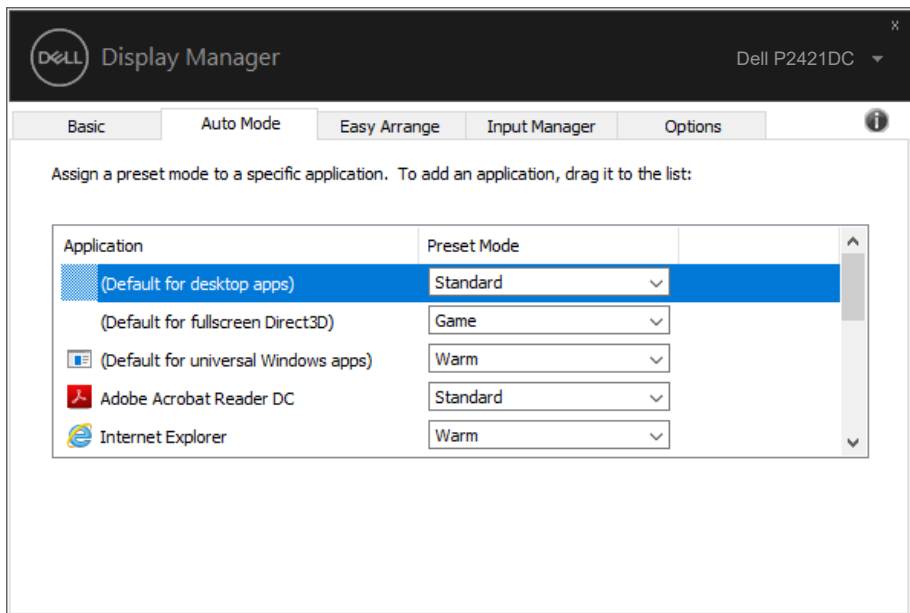 x
DELL Display Manager
Dell P2421DC
Basic Auto Mode Easy Arrange Input Manager Options
Assign a preset mode to a specific application. To add an application, drag it to the list:
Application Preset Mode
(Default for desktop apps) Standard
(Default for fullscreen Direct3D) Game
(Default for universal Windows apps) Warm
Adobe Acrobat Reader DC Standard
Internet Explorer Warm